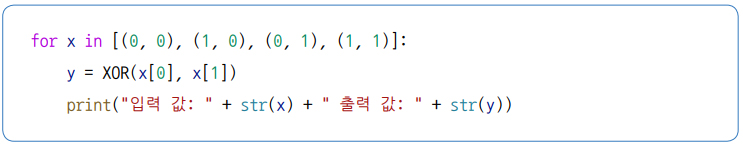 for x in [(0, 0), (1, 0), (0, 1), (1, 1)]:
    y = XOR(x[0], x[1])
    print("입력 값: " + str(x) + " 출력 값: " + str(y))